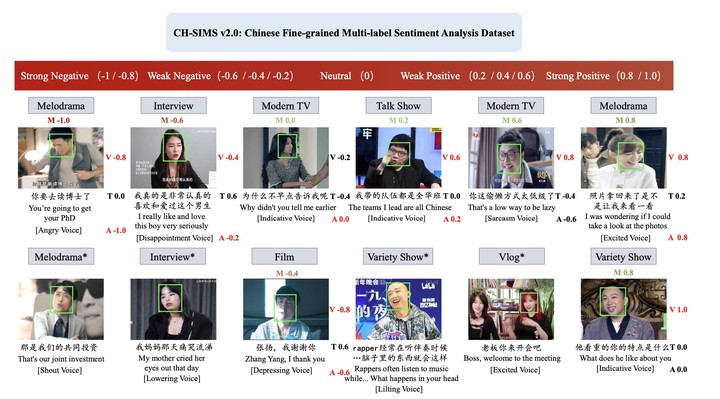 CH-SIMS v2.0: Chinese Fine-grained Multi-label Sentiment Analysis Dataset
Strong Negative (-1 / -0.8) Weak Negative (-0.6 / -0.4 / -0.2) Neutral (0) Weak Positive (0.2 / 0.4 / 0.6) Strong Positive (0.8 / 1.0)
Melodrama
M -1.0
V -0.8
你要去读博士了
T 0.0
You're going to get
your PhD
[Angry Voice]
A -1.0
Interview
M -0.6
V -0.4
我真的是非常认真的
喜欢和爱过这个男生
T 0.6
I really like and love
this boy very seriously
[Disappointment Voice]
A -0.2
Modern TV
M 0.0
V -0.2
为什么不早点告诉我呢
T -0.4
Why didn't you tell me earlier
[Indicative Voice]
A 0.0
Talk Show
M 0.2
牢
V 0.6
我带的队伍都是全华班
T 0.0
The teams I lead are all Chinese
[Indicative Voice]
A 0.2
Modern TV
M 0.6
V 0.8
你这偷懒方式太低级了
T -0.4
That's a low way to be lazy
[Sarcasm Voice]
A -0.6
Melodrama
M 0.8
V 0.8
照片拿回来了是不
是让我来看一看
T 0.2
I was wondering if I could
take a look at the photos
[Excited Voice]
A 0.8
Melodrama*
那是我们的共同投资
That's our joint investment
[Shout Voice]
Interview*
我妈妈那天痛哭流涕
My mother cried her
eyes out that day
[Lowering Voice]
Film
M -0.4
V -0.8
张扬，我谢谢你
T 0.6
Zhang Yang, I thank you
[Depressing Voice]
A -0.6
Variety Show*
rapper经常在听伴奏时候
…脑子里的东西就会这样
Rappers often listen to music
while... What happens in your head
[Lilting Voice]
Vlog*
老板你来开会吧
Boss, welcome to the meeting
[Excited Voice]
Variety Show
M 0.8
V 1.0
他看重的你的特点是什么
T 0.0
What does he like about you
[Indicative Voice]
A 0.0